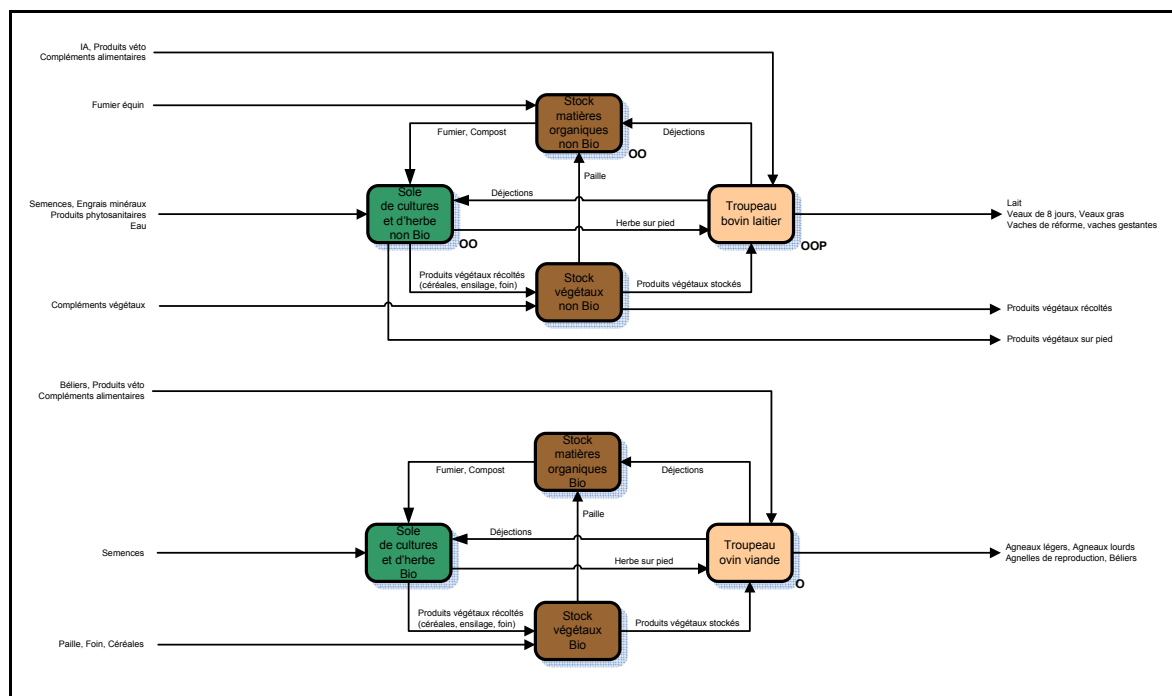 IA, Produits véto
Compléments alimentaires
Fumier équin
Stock
matières
organiques
non Bio
OO
Fumier, Compost
Déjections
Paille
Semences, Engrais minéraux
Produits phytosanitaires
Eau
Sole
de cultures
et d'herbe
non Bio
OO
Déjections
Herbe sur pied
Troupeau
bovin laitier
OOP
Lait
Veaux de 8 jours, Veaux gras
Vaches de réforme, vaches gestantes
Produits végétaux récoltés
(céréales, ensilage, foin)
Stock
végétaux
non Bio
Produits végétaux stockés
Compléments végétaux
Produits végétaux récoltés
Produits végétaux sur pied
Béliers, Produits véto
Compléments alimentaires
Stock
matières
organiques
Bio
Fumier, Compost
Déjections
Paille
Semences
Sole
de cultures
et d'herbe
Bio
Déjections
Herbe sur pied
Troupeau
ovin viande
O
Agneaux légers, Agneaux lourds
Agnelles de reproduction, Béliers
Produits végétaux récoltés
(céréales, ensilage, foin)
Stock
végétaux
Bio
Produits végétaux stockés
Paille, Foin, Céréales